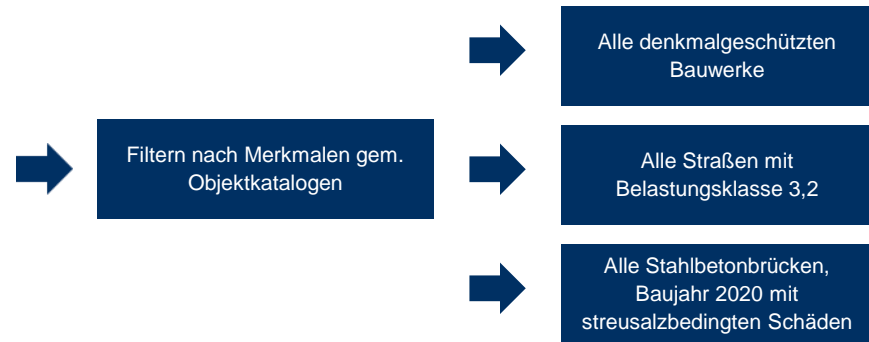 Filtern nach Merkmalen gem.
Objektkatalogen
Alle denkmalgeschützten
Bauwerke
Alle Straßen mit
Belastungsklasse 3,2
Alle Stahlbetonbrücken,
Baujahr 2020 mit
streusalzbedingten Schäden